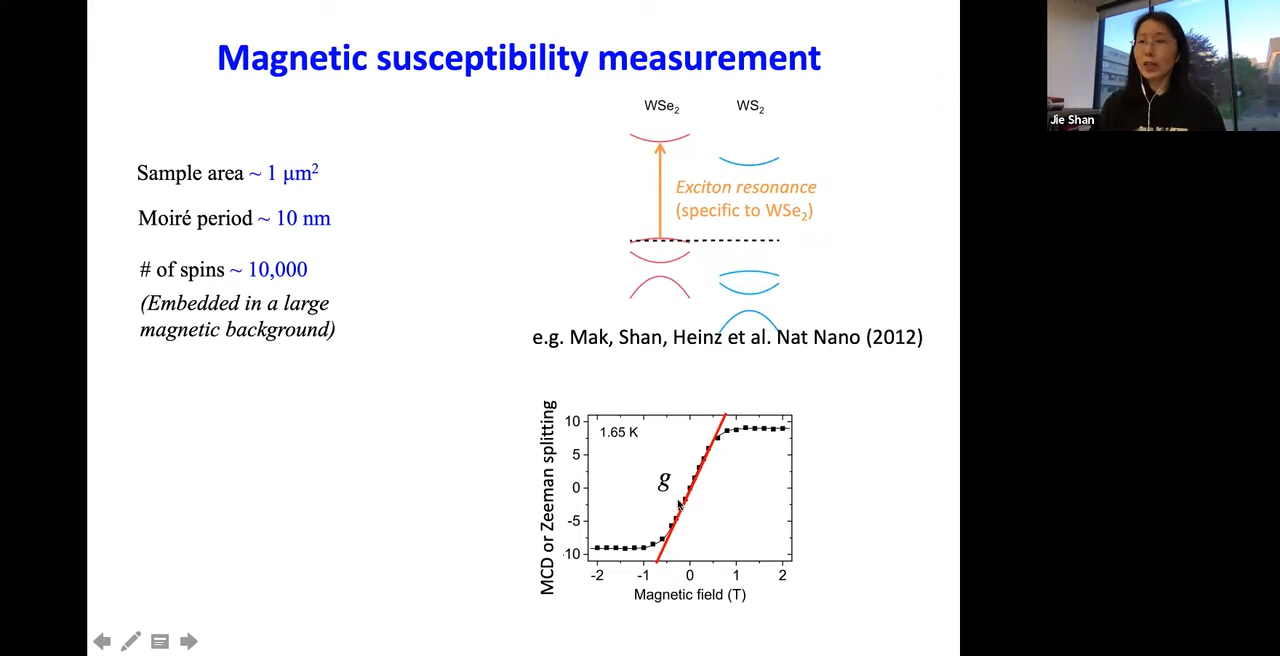 Magnetic susceptibility measurement
Sample area ~ 1 μm²
Moiré period ~ 10 nm
# of spins ~ 10,000
(Embedded in a large
magnetic background)
WSe₂
WS₂
Exciton resonance
(specific to WSe₂)
e.g. Mak, Shan, Heinz et al. Nat Nano (2012)
MCD or Zeeman splitting
1.65 K
g
10
5
0
-5
-10
-2 -1 0 1 2
Magnetic field (T)
Jie Shan